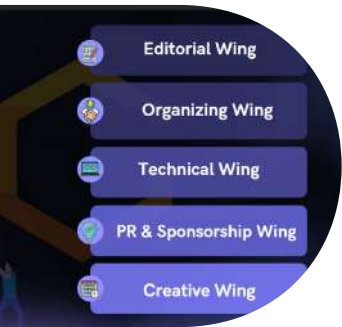 Editorial Wing
Organizing Wing
Technical Wing
PR & Sponsorship Wing
Creative Wing